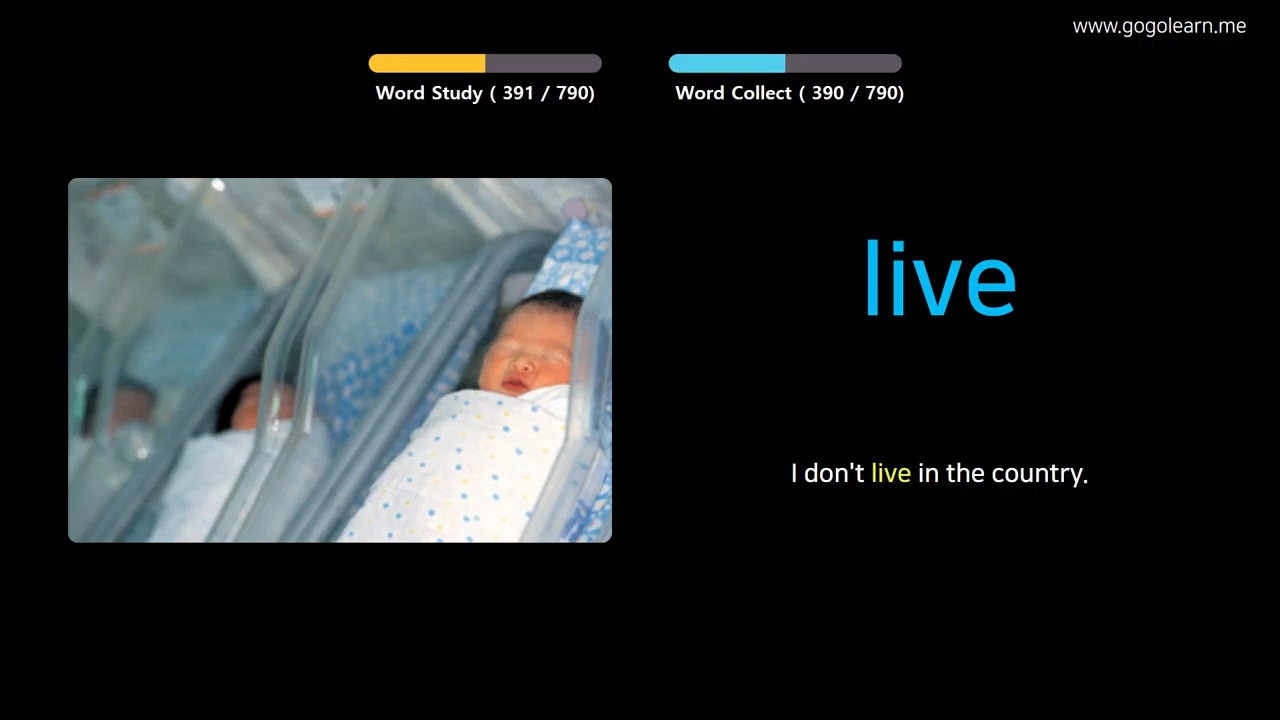 www.gogolearn.me
Word Study ( 391 / 790)
Word Collect ( 390 / 790)
live
I don't live in the country.